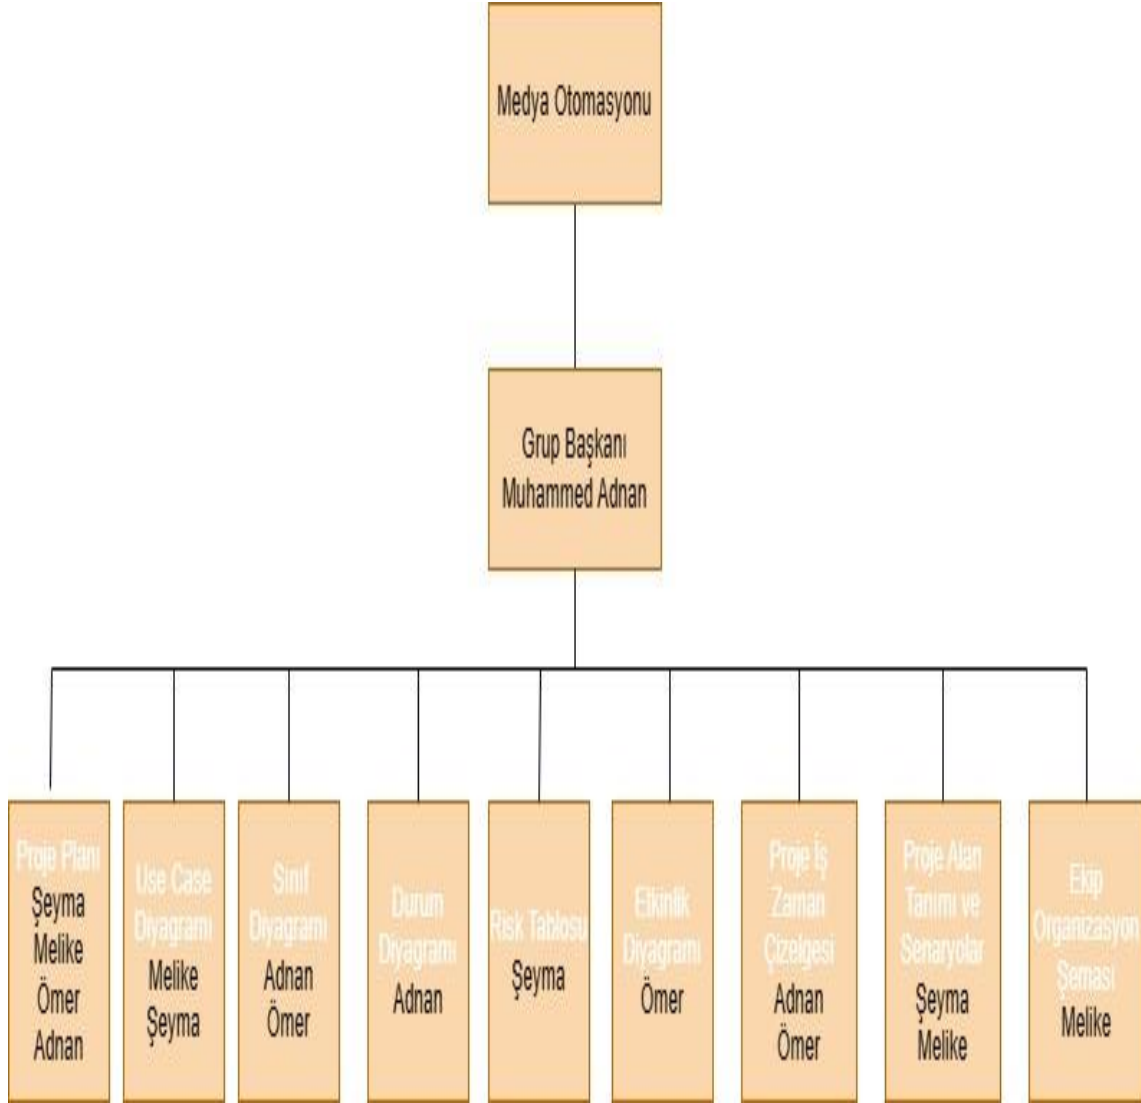 Medya Otomasyonu
Grup Başkanı
Muhammed Adnan
Proje Planı
Şeyma
Melike
Ömer
Adnan
Use Case
Diyagramı
Melike
Şeyma
Sınıf
Diyagramı
Adnan
Ömer
Durum
Diyagramı
Adnan
Risk Tablosu
Şeyma
Etkinlik
Diyagramı
Ömer
Proje İş
Zaman
Çizelgesi
Adnan
Ömer
Proje Alan
Tanımı ve
Senaryolar
Şeyma
Melike
Ekip
Organizasyon
Şeması
Melike